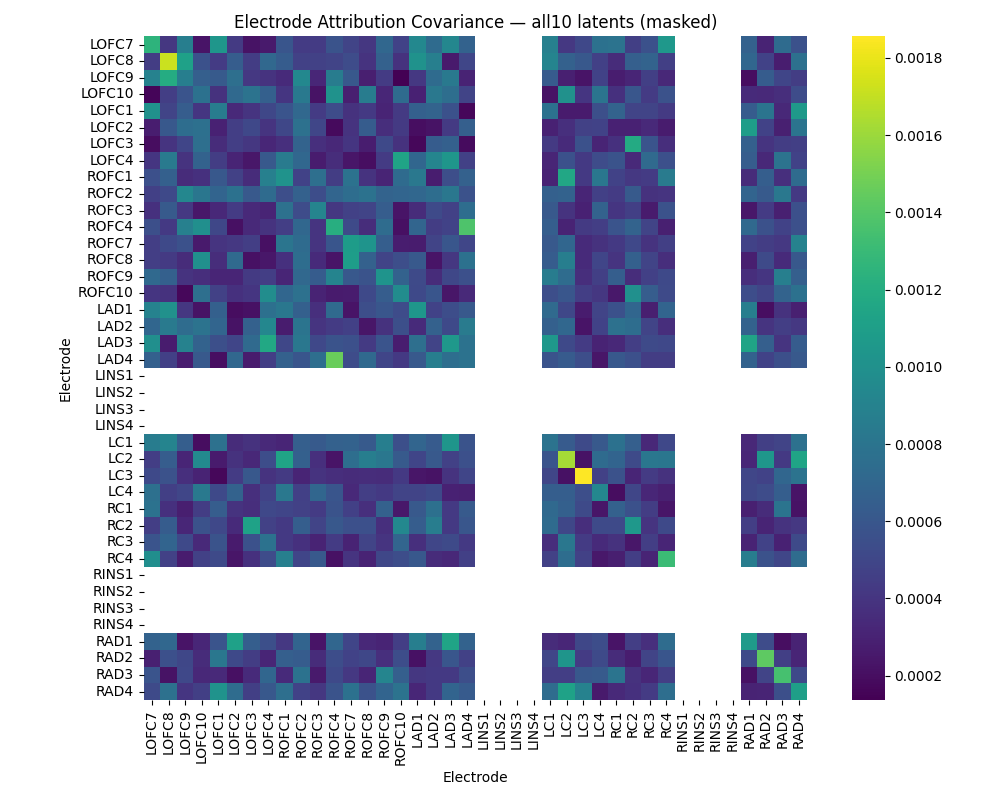 Electrode Attribution Covariance — all10 latents (masked)
LOFC7
LOFC8
LOFC9
LOFC10
LOFC1
LOFC2
LOFC3
LOFC4
ROFC1
ROFC2
ROFC3
ROFC4
ROFC7
ROFC8
ROFC9
ROFC10
LAD1
LAD2
LAD3
LAD4
LINS1
LINS2
LINS3
LINS4
LC1
LC2
LC3
LC4
RC1
RC2
RC3
RC4
RINS1
RINS2
RINS3
RINS4
RAD1
RAD2
RAD3
RAD4
Electrode
LOFC7 LOFC8 LOFC9 LOFC10 LOFC1 LOFC2 LOFC3 LOFC4 ROFC1 ROFC2 ROFC3 ROFC4 ROFC7 ROFC8 ROFC9 ROFC10 LAD1 LAD2 LAD3 LAD4 LINS1 LINS2 LINS3 LINS4 LC1 LC2 LC3 LC4 RC1 RC2 RC3 RC4 RINS1 RINS2 RINS3 RINS4 RAD1 RAD2 RAD3 RAD4
Electrode
0.0018
0.0016
0.0014
0.0012
0.0010
0.0008
0.0006
0.0004
0.0002